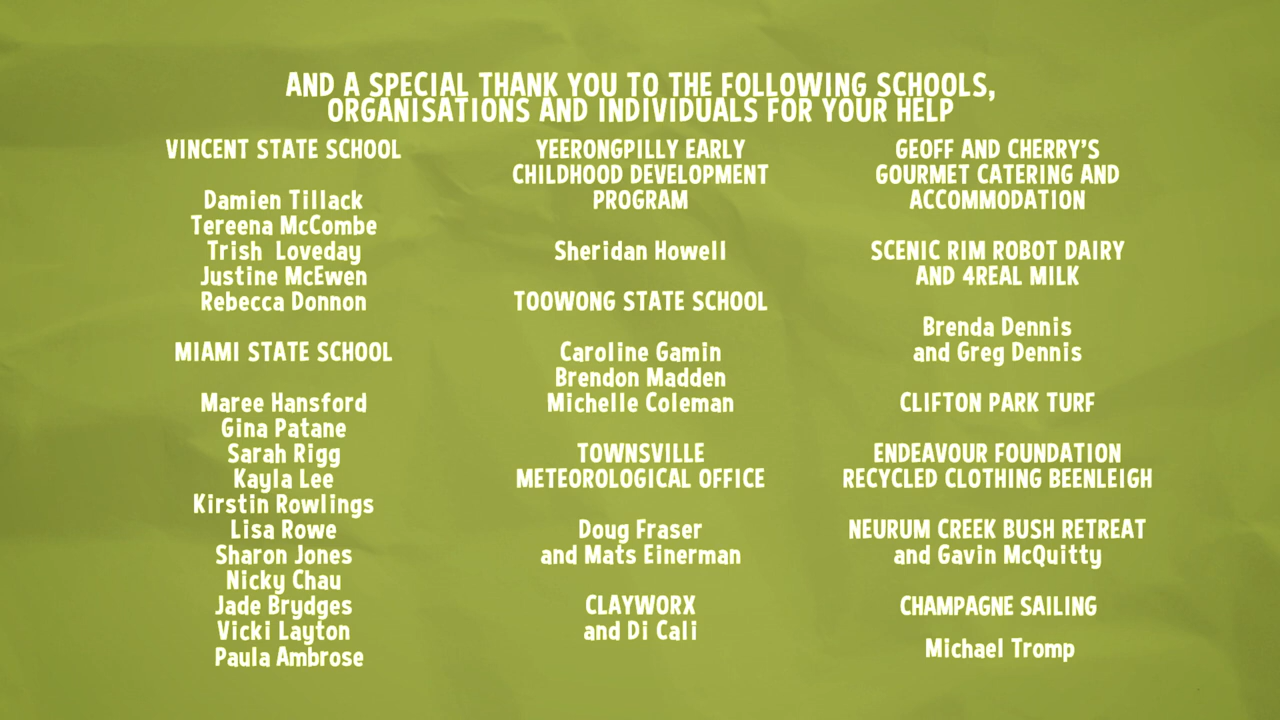 AND A SPECIAL THANK YOU TO THE FOLLOWING SCHOOLS,
ORGANISATIONS AND INDIVIDUALS FOR YOUR HELP
VINCENT STATE SCHOOL
Damien Tillack
Tereena McCombe
Trish Loveday
Justine McEwen
Rebecca Donnon
MIAMI STATE SCHOOL
Maree Hansford
Gina Patane
Sarah Rigg
Kayla Lee
Kirstin Rowlings
Lisa Rowe
Sharon Jones
Nicky Chau
Jade Brydges
Vicki Layton
Paula Ambrose
YEERONGPILLY EARLY
CHILDHOOD DEVELOPMENT
PROGRAM
Sheridan Howell
TOOWONG STATE SCHOOL
Caroline Gamin
Brendon Madden
Michelle Coleman
TOWNSVILLE
METEOROLOGICAL OFFICE
Doug Fraser
and Mats Einerman
CLAYWORX
and Di Cali
GEOFF AND CHERRY'S
GOURMET CATERING AND
ACCOMMODATION
SCENIC RIM ROBOT DAIRY
AND 4REAL MILK
Brenda Dennis
and Greg Dennis
CLIFTON PARK TURF
ENDEAVOUR FOUNDATION
RECYCLED CLOTHING BEENLEIGH
NEURUM CREEK BUSH RETREAT
and Gavin McQuitty
CHAMPAGNE SAILING
Michael Tromp